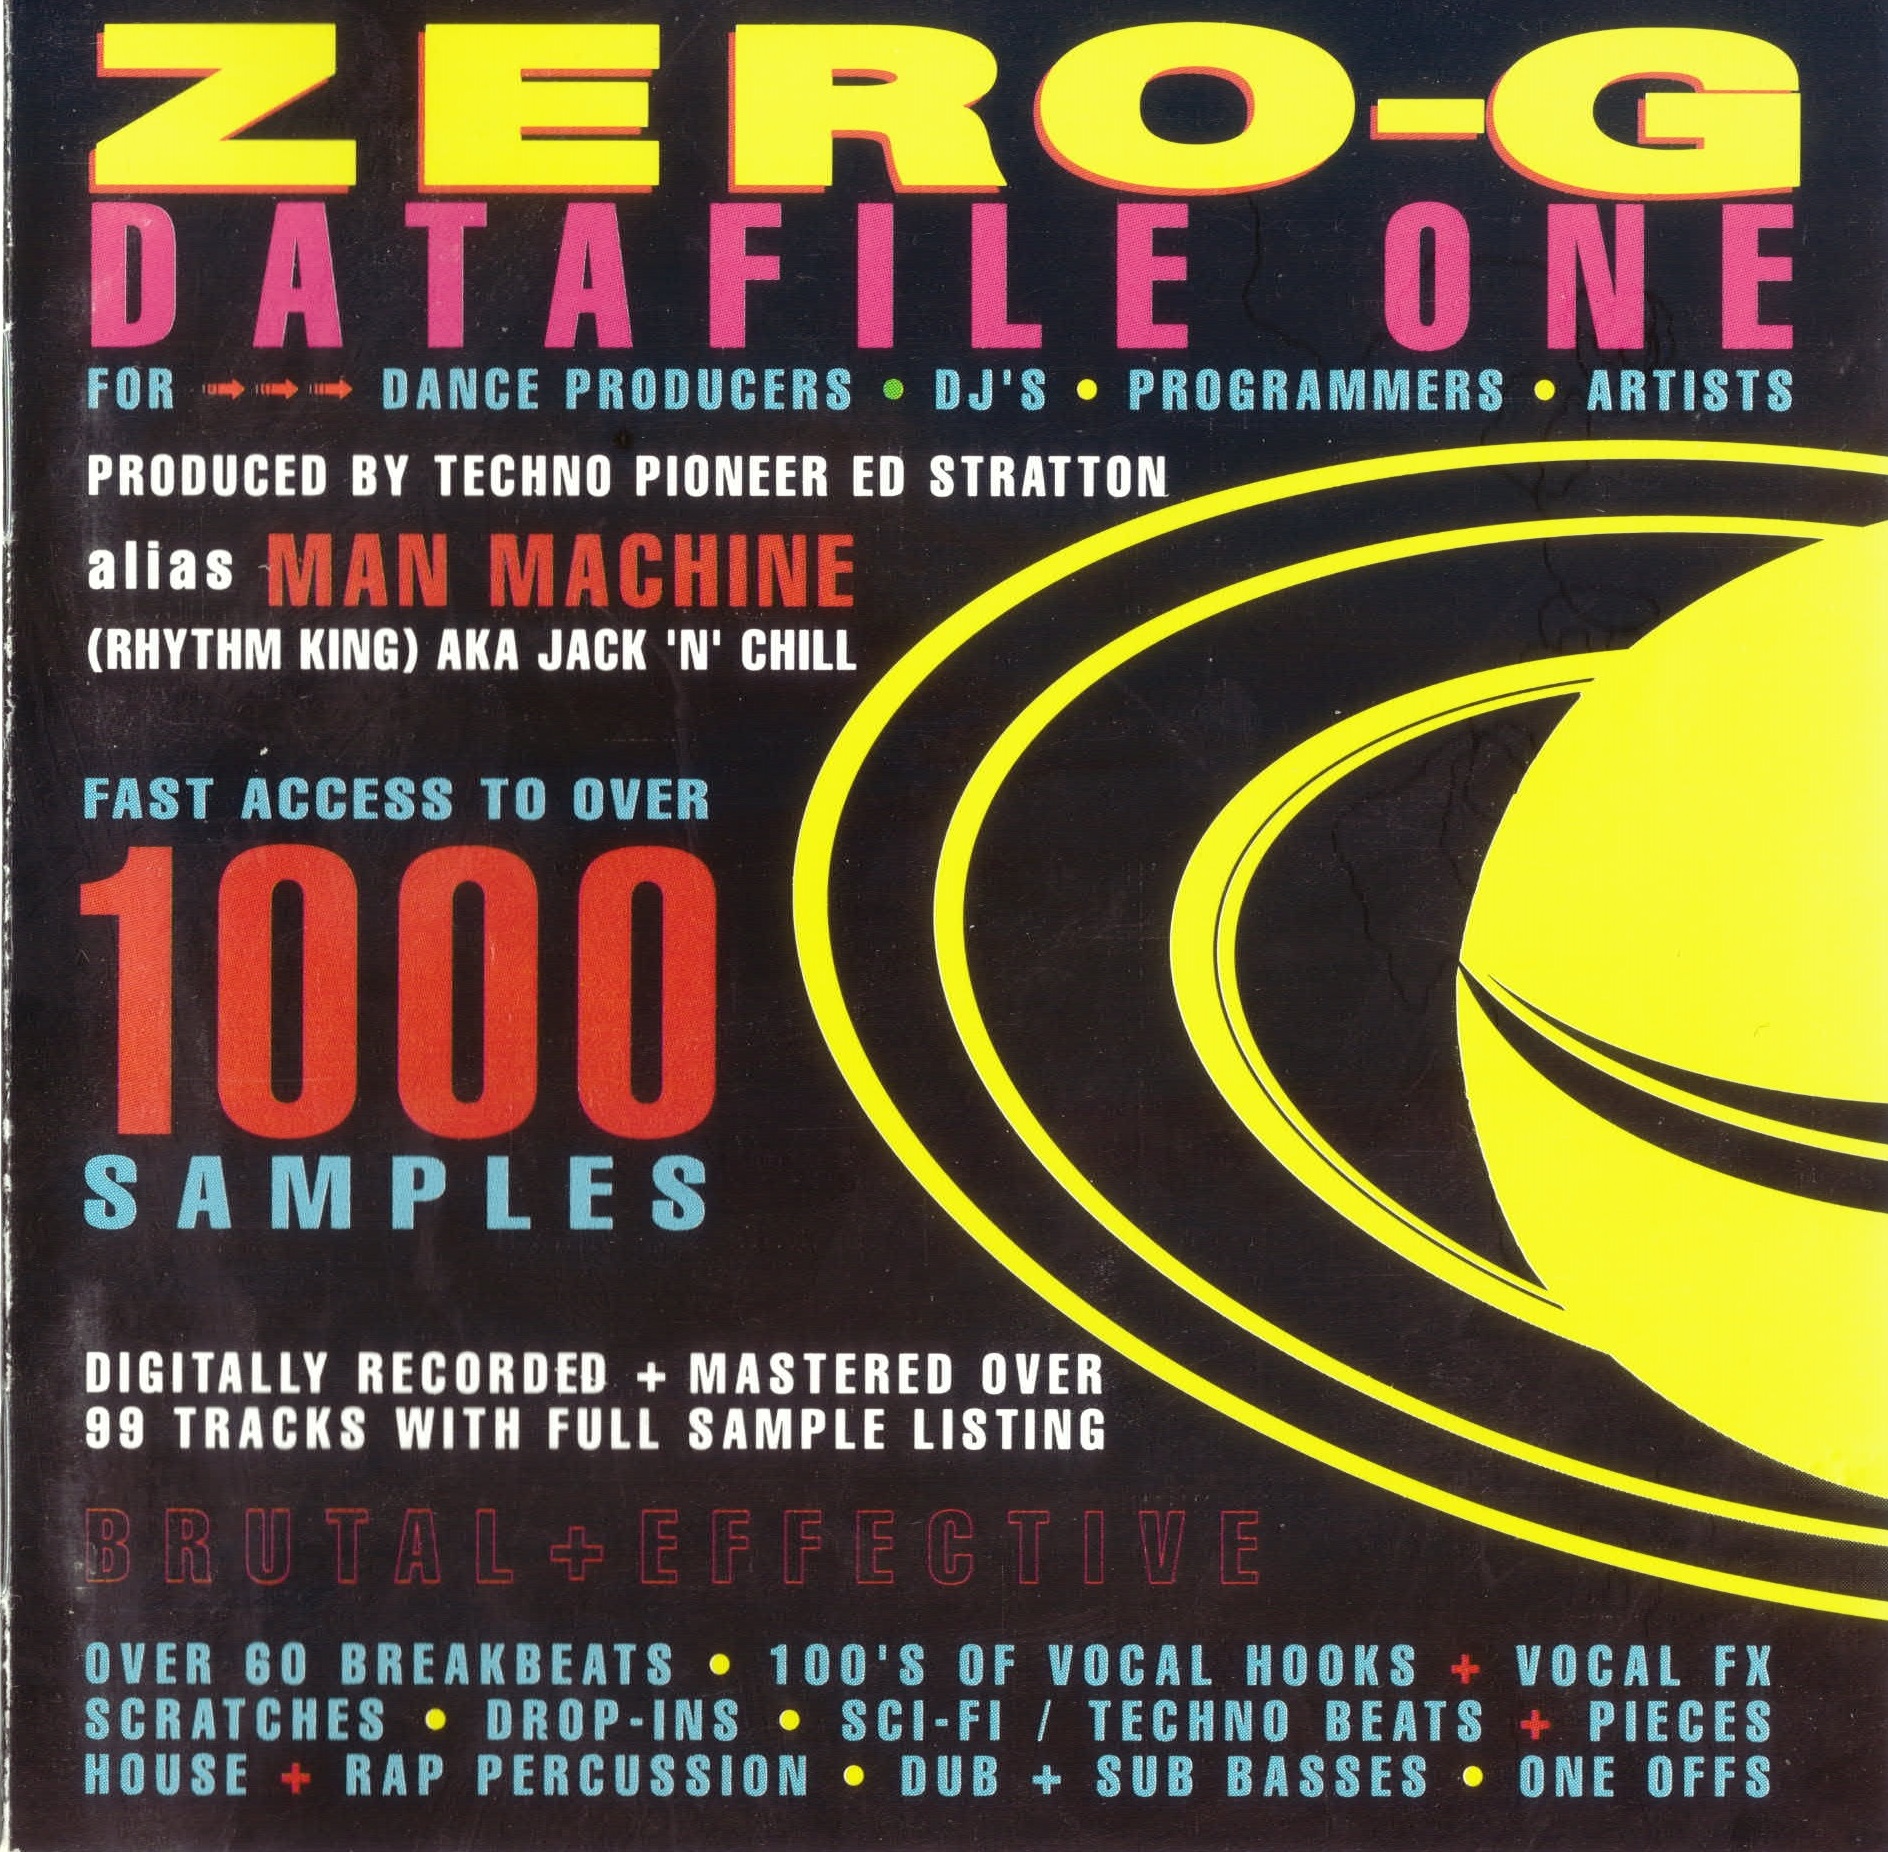 ZERO-G
DATAFILE ONE
FOR DANCE PRODUCERS • DJ'S • PROGRAMMERS • ARTISTS
PRODUCED BY TECHNO PIONEER ED STRATTON
alias MAN MACHINE
(RHYTHM KING) AKA JACK 'N' CHILL
FAST ACCESS TO OVER
1000
SAMPLES
DIGITALLY RECORDED + MASTERED OVER
99 TRACKS WITH FULL SAMPLE LISTING
BRUTAL+EFFECTIVE
OVER 60 BREAKBEATS • 100'S OF VOCAL HOOKS + VOCAL FX
SCRATCHES • DROP-INS • SCI-FI / TECHNO BEATS + PIECES
HOUSE + RAP PERCUSSION • DUB + SUB BASSES • ONE OFFS